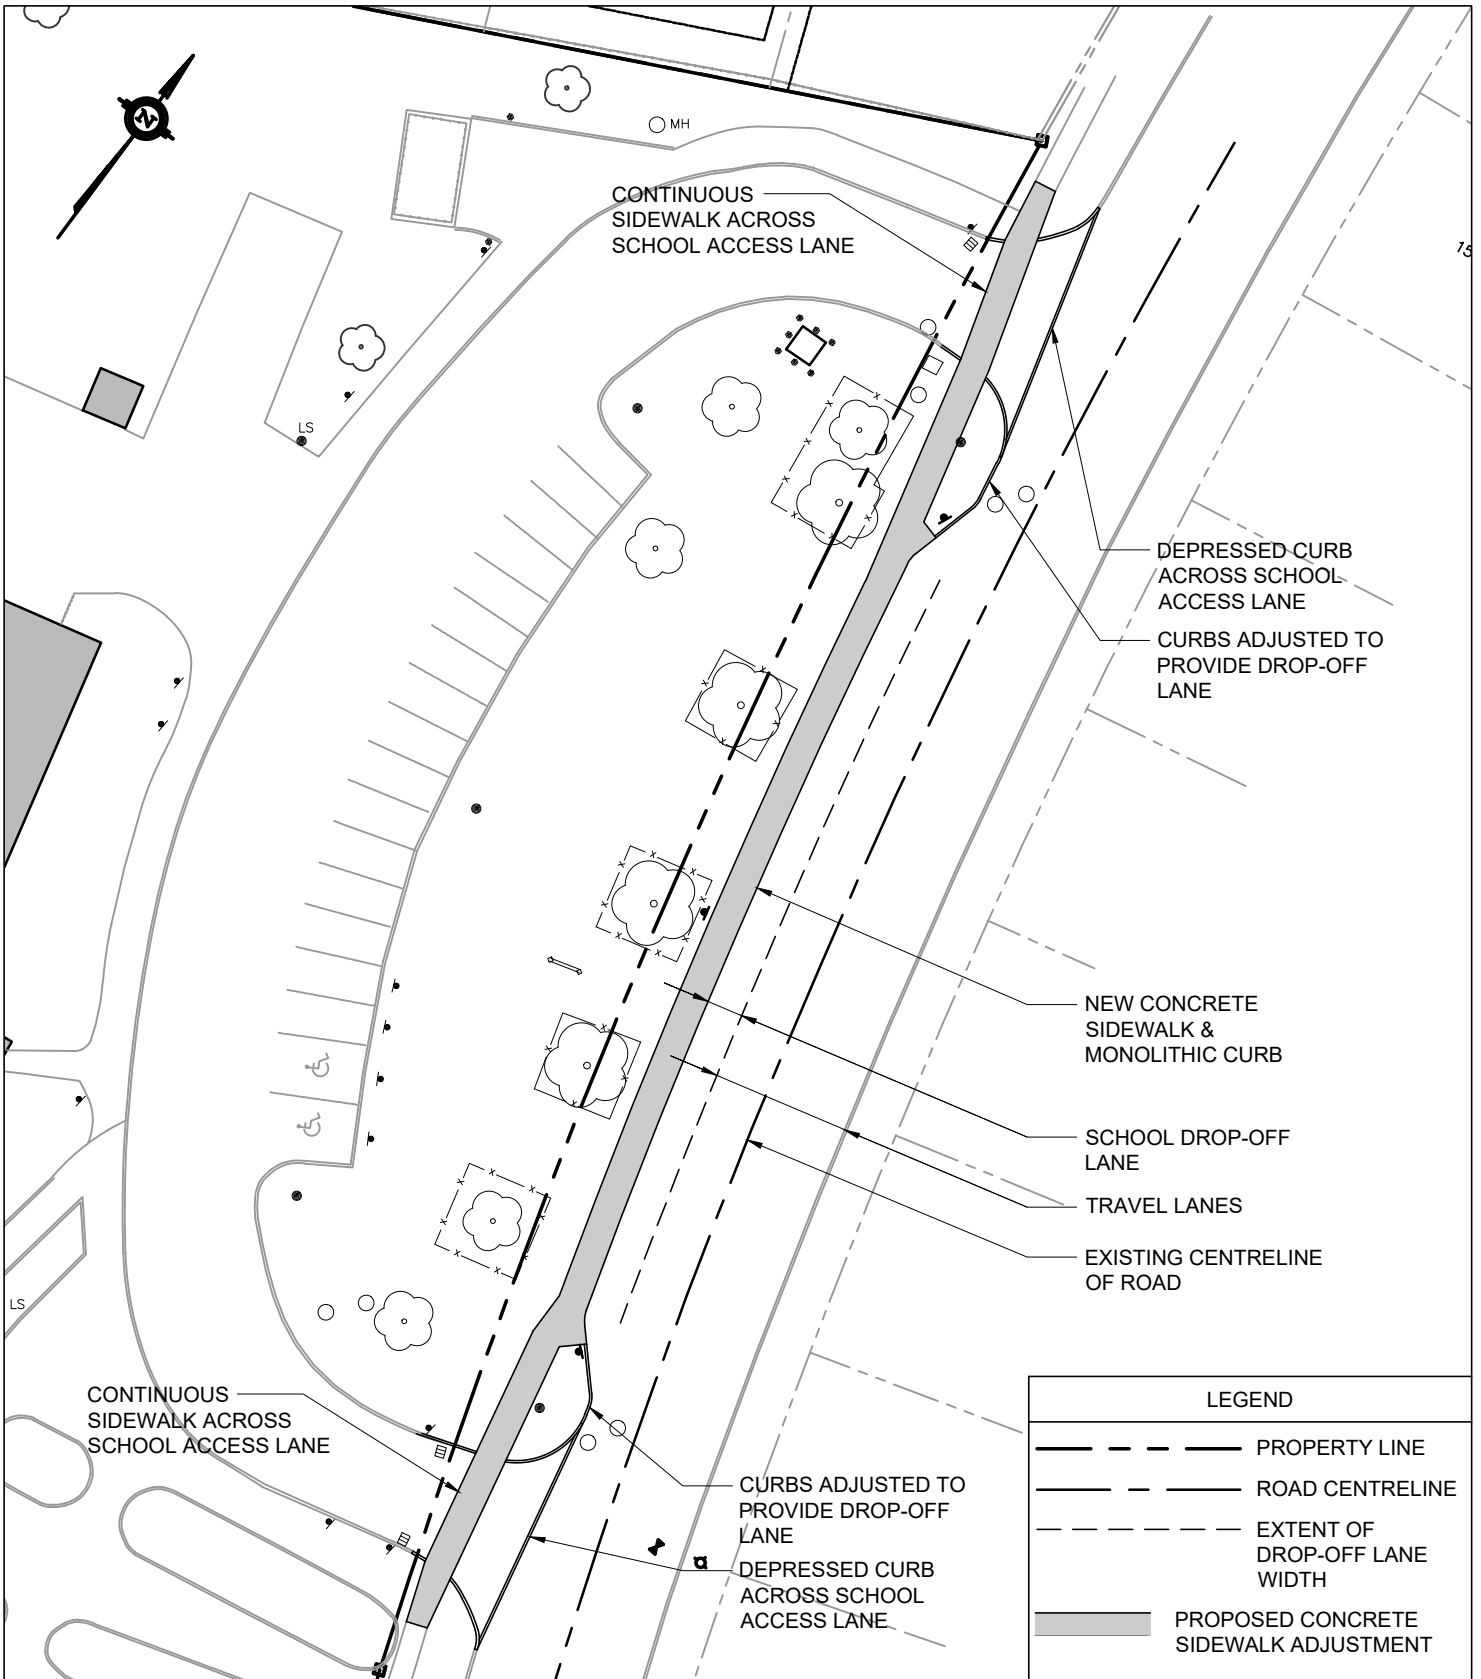 N
MH
CONTINUOUS
SIDEWALK ACROSS
SCHOOL ACCESS LANE
15
LS
DEPRESSED CURB
ACROSS SCHOOL
ACCESS LANE
CURBS ADJUSTED TO
PROVIDE DROP-OFF
LANE
NEW CONCRETE
SIDEWALK &
MONOLITHIC CURB
SCHOOL DROP-OFF
LANE
TRAVEL LANES
EXISTING CENTRELINE
OF ROAD
LS
CONTINUOUS
SIDEWALK ACROSS
SCHOOL ACCESS LANE
CURBS ADJUSTED TO
PROVIDE DROP-OFF
LANE
DEPRESSED CURB
ACROSS SCHOOL
ACCESS LANE
LEGEND
PROPERTY LINE
ROAD CENTRELINE
EXTENT OF
DROP-OFF LANE
WIDTH
PROPOSED CONCRETE
SIDEWALK ADJUSTMENT